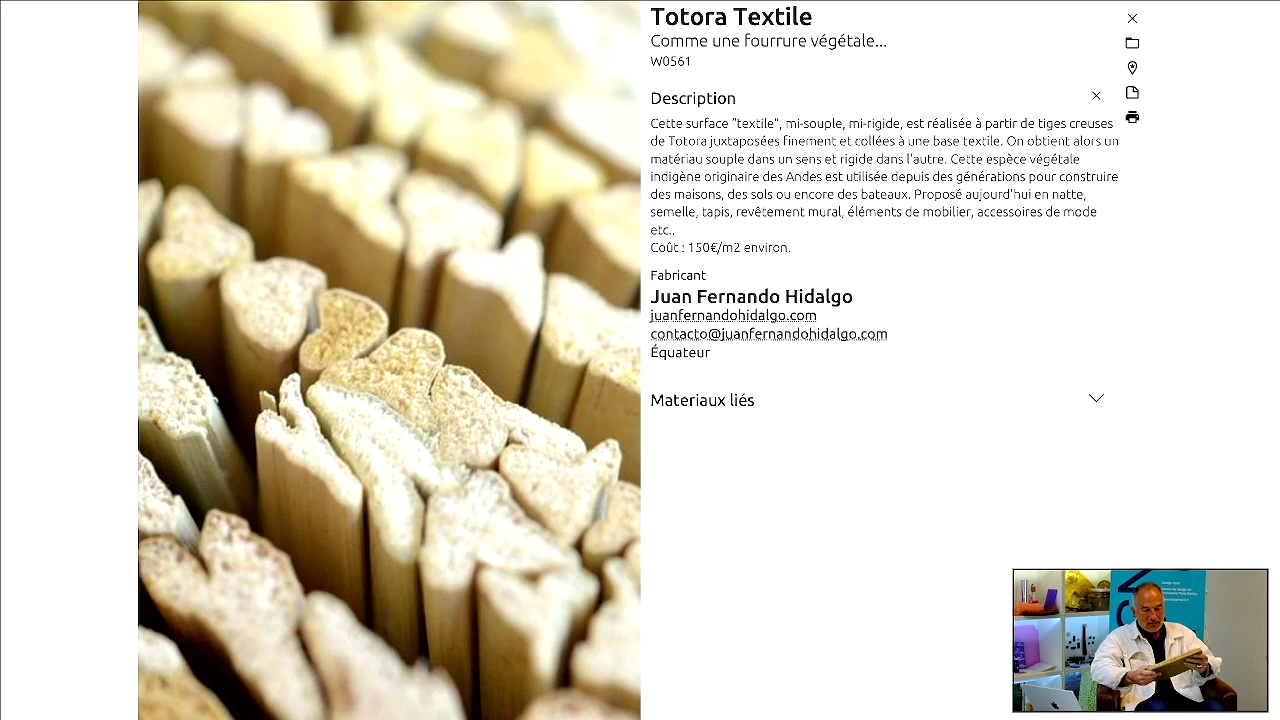 Totora Textile
Comme une fourrure végétale...
W0561
Description
Cette surface "textile", mi-souple, mi-rigide, est réalisée à partir de tiges creuses
de Totora juxtaposées finement et collées à une base textile. On obtient alors un
matériau souple dans un sens et rigide dans l'autre. Cette espèce végétale
indigène originaire des Andes est utilisée depuis des générations pour construire
des maisons, des sols ou encore des bateaux. Proposé aujourd'hui en natte,
semelle, tapis, revêtement mural, éléments de mobilier, accessoires de mode
etc..
Coût : 150€/m2 environ.
Fabricant
Juan Fernando Hidalgo
juanfernandohidalgo.com
contacto@juanfernandohidalgo.com
Équateur
Materiaux liés